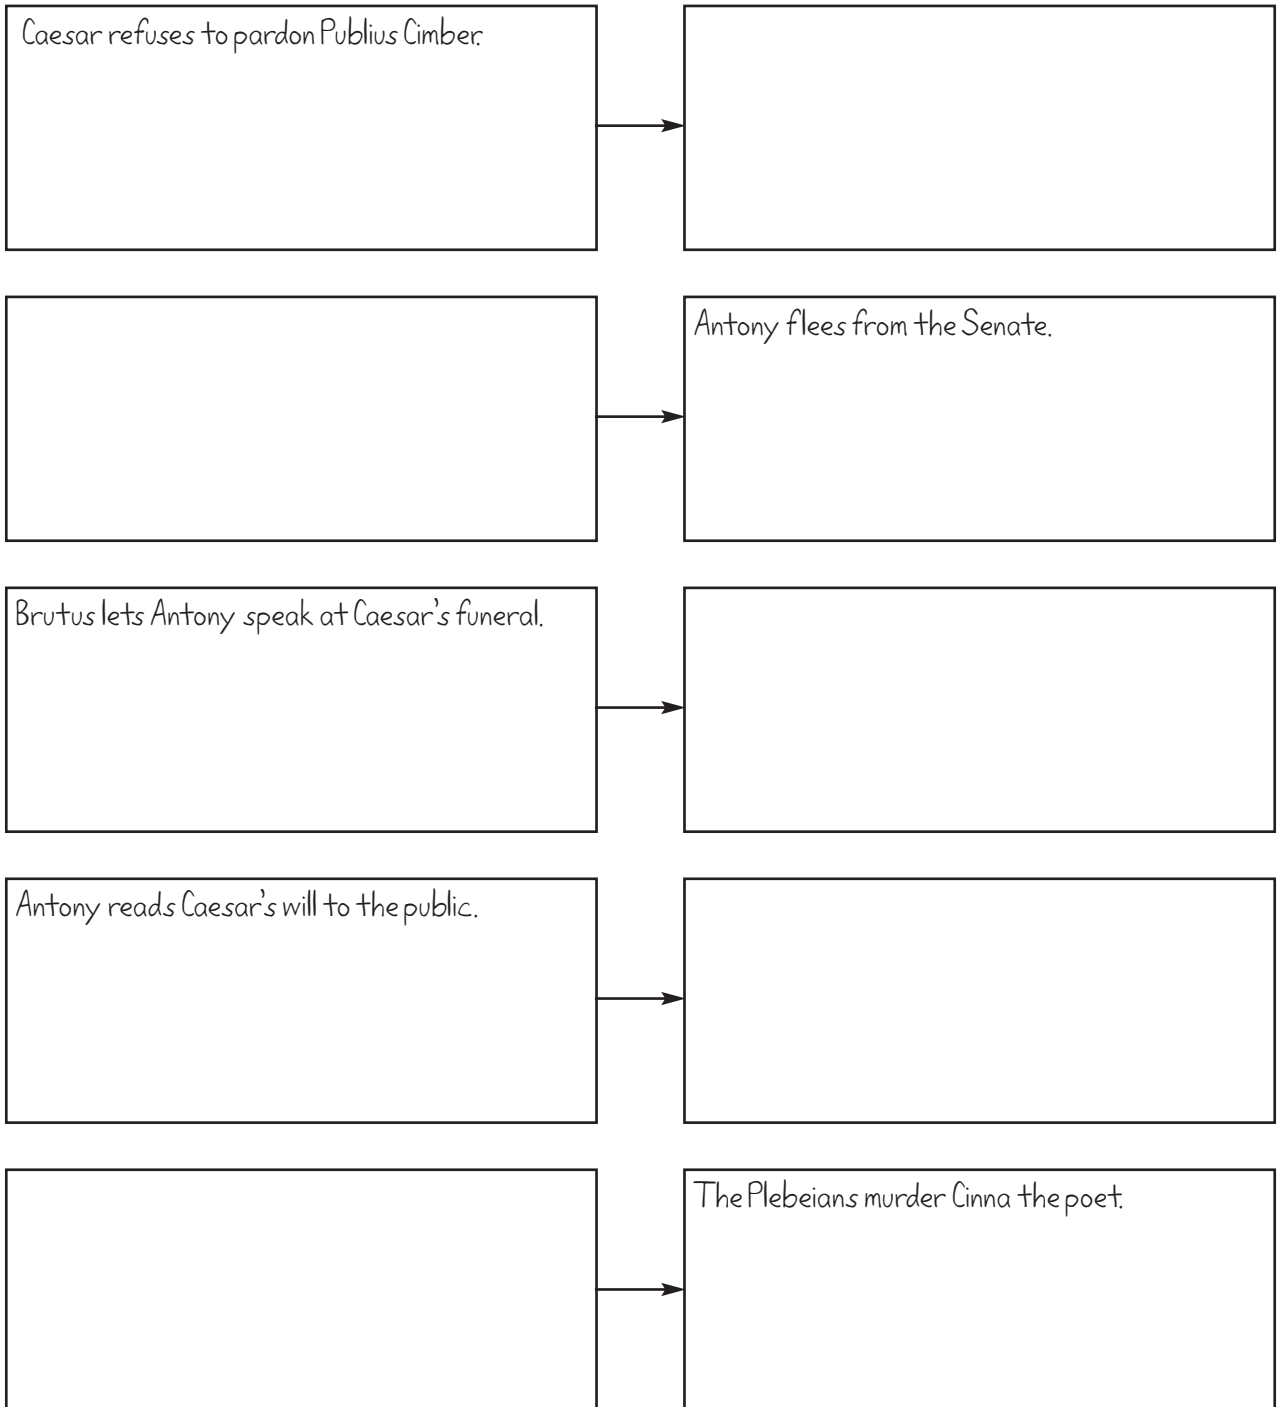 Caesar refuses to pardon Publius Cimber.
Antony flees from the Senate.
Brutus lets Antony speak at Caesar's funeral.
Antony reads Caesar's will to the public.
The Plebeians murder Cinna the poet.